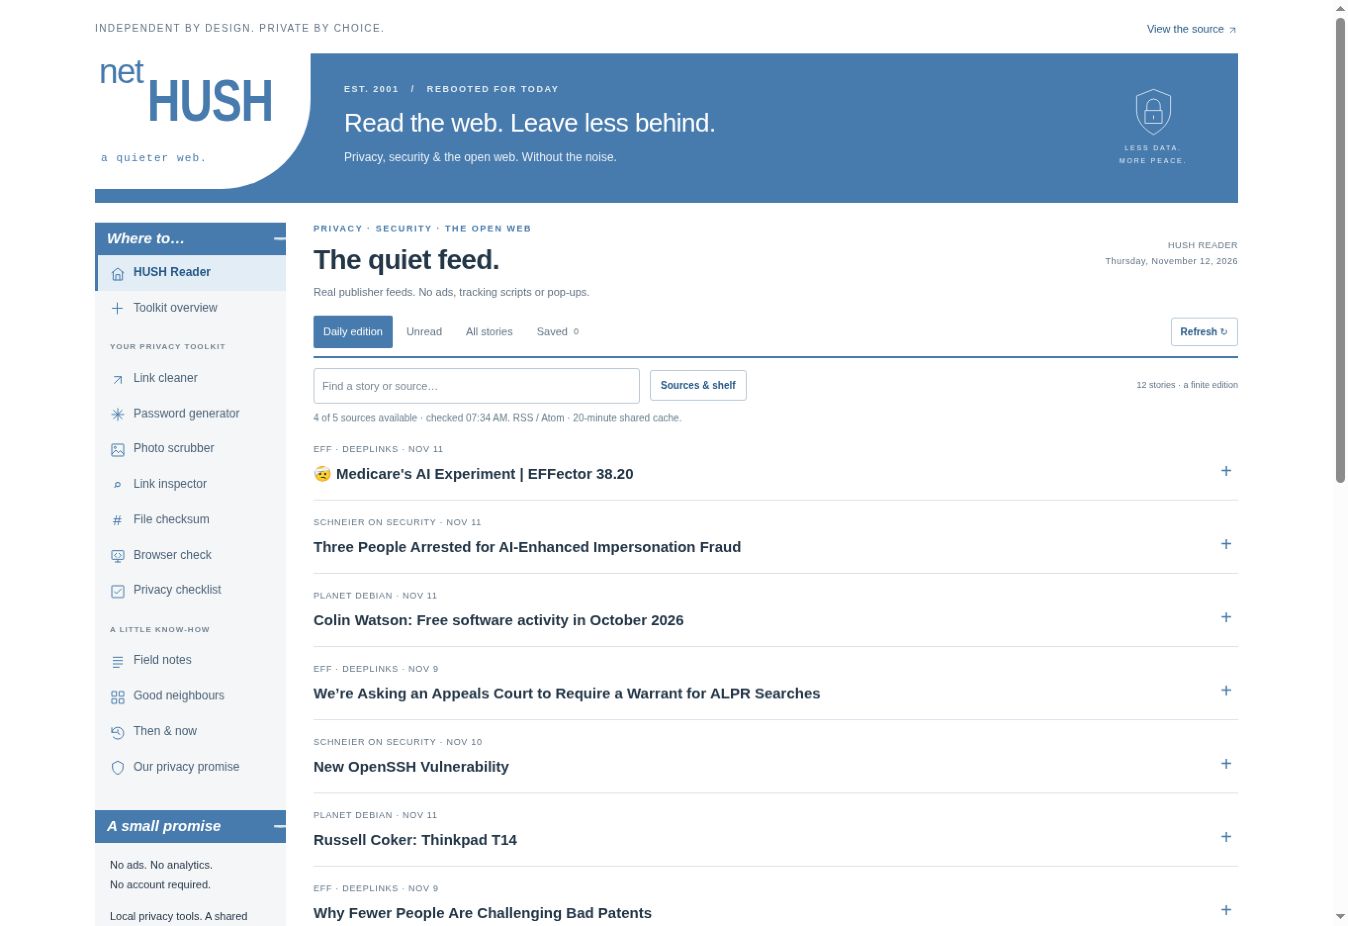 INDEPENDENT BY DESIGN. PRIVATE BY CHOICE.
View the source ↗
net
HUSH
a quieter web.
EST. 2001 / REBOOTED FOR TODAY
Read the web. Leave less behind.
Privacy, security & the open web. Without the noise.
LESS DATA.
MORE PEACE.
Where to…
HUSH Reader
Toolkit overview
YOUR PRIVACY TOOLKIT
Link cleaner
Password generator
Photo scrubber
Link inspector
# File checksum
Browser check
Privacy checklist
A LITTLE KNOW-HOW
Field notes
Good neighbours
Then & now
Our privacy promise
A small promise
No ads. No analytics.
No account required.
Local privacy tools. A shared
PRIVACY · SECURITY · THE OPEN WEB
The quiet feed.
Real publisher feeds. No ads, tracking scripts or pop-ups.
HUSH READER
Thursday, November 12, 2026
Daily edition Unread All stories Saved 0
Refresh ↻
Find a story or source…
Sources & shelf
12 stories · a finite edition
4 of 5 sources available · checked 07:34 AM. RSS / Atom · 20-minute shared cache.
EFF · DEEPLINKS · NOV 11
🤕 Medicare's AI Experiment | EFFector 38.20
+
SCHNEIER ON SECURITY · NOV 11
Three People Arrested for AI-Enhanced Impersonation Fraud
+
PLANET DEBIAN · NOV 11
Colin Watson: Free software activity in October 2026
+
EFF · DEEPLINKS · NOV 9
We’re Asking an Appeals Court to Require a Warrant for ALPR Searches
+
SCHNEIER ON SECURITY · NOV 10
New OpenSSH Vulnerability
+
PLANET DEBIAN · NOV 11
Russell Coker: Thinkpad T14
+
EFF · DEEPLINKS · NOV 9
Why Fewer People Are Challenging Bad Patents
+